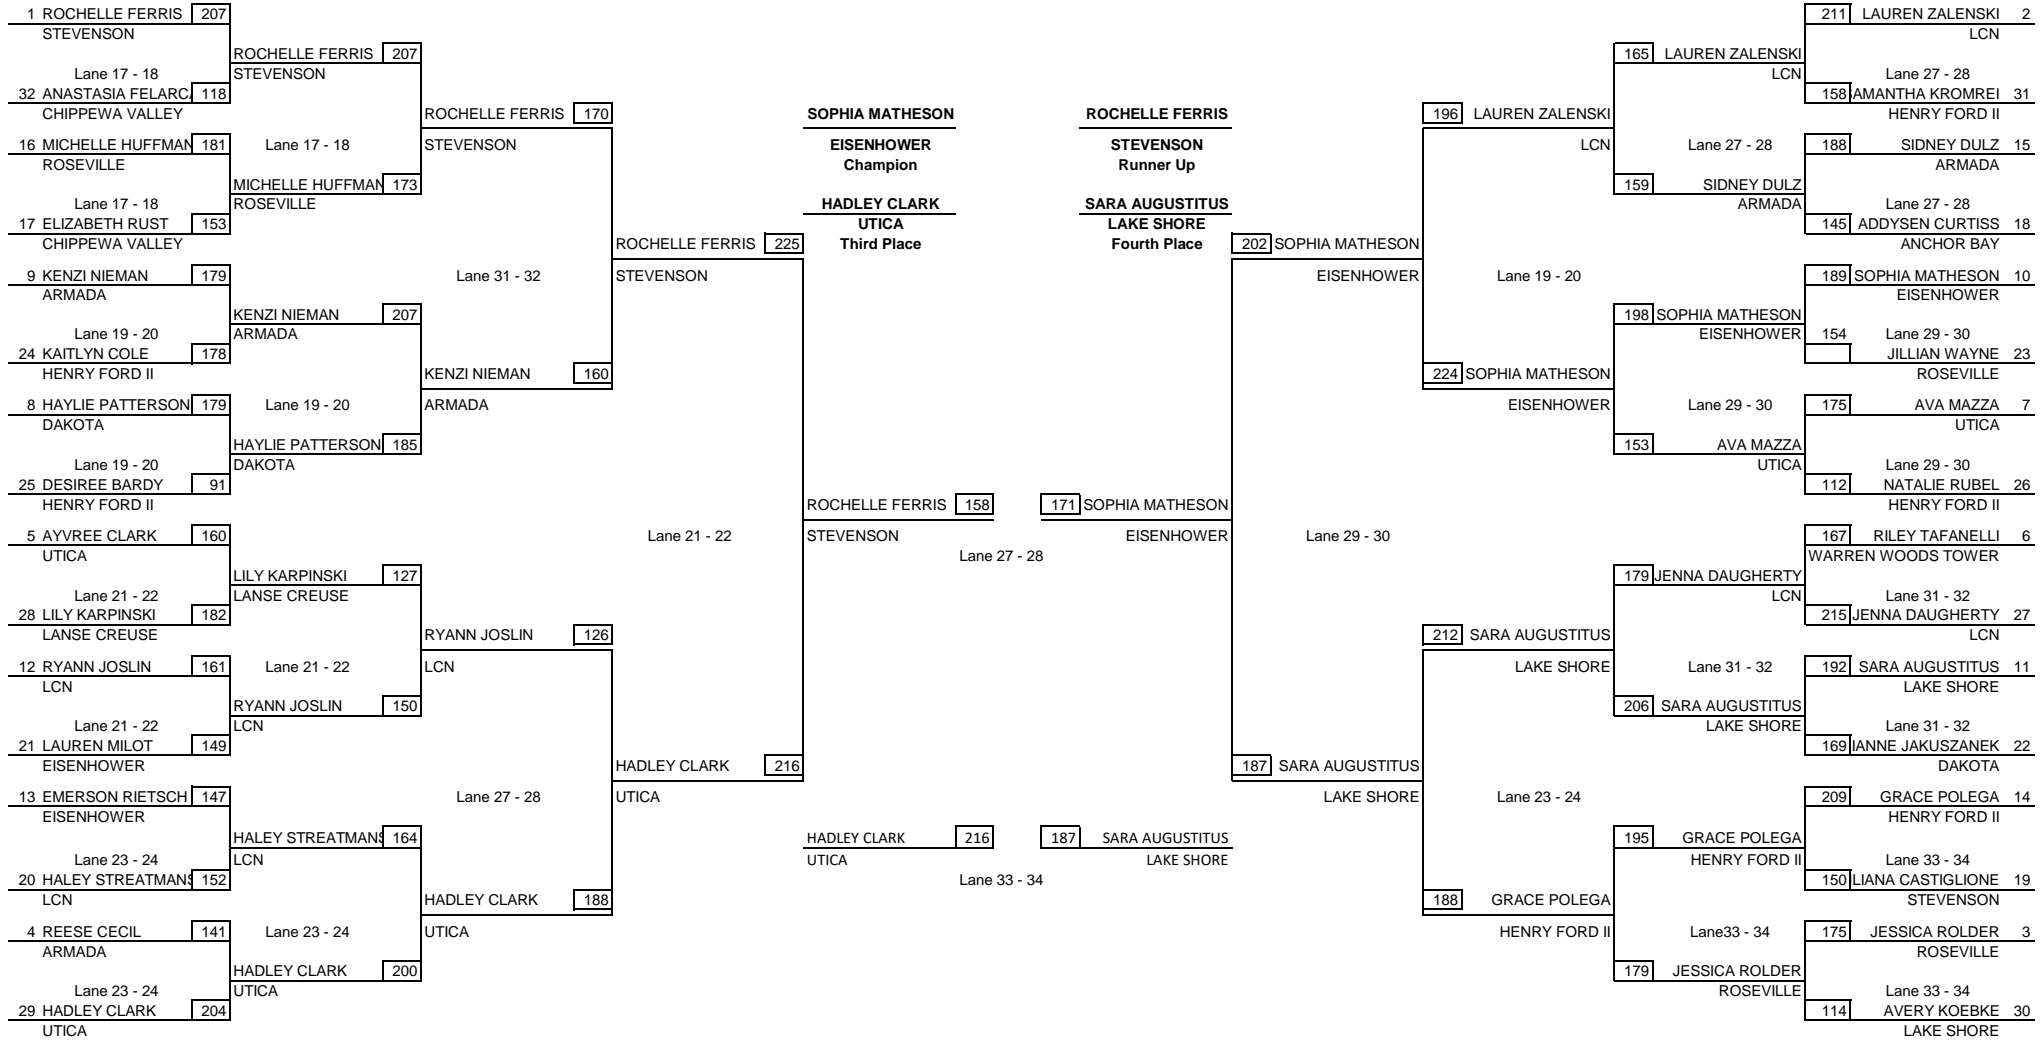 1 ROCHELLE FERRIS 207
STEVENSON
Lane 17 - 18
32 ANASTASIA FELARCA 118
CHIPPEWA VALLEY
16 MICHELLE HUFFMAN 181
ROSEVILLE
Lane 17 - 18
17 ELIZABETH RUST 153
CHIPPEWA VALLEY
9 KENZI NIEMAN 179
ARMADA
Lane 19 - 20
24 KAITLYN COLE 178
HENRY FORD II
8 HAYLIE PATTERSON 179
DAKOTA
Lane 19 - 20
25 DESIREE BARDY 91
HENRY FORD II
5 AYVREE CLARK 160
UTICA
Lane 21 - 22
28 LILY KARPINSKI 182
LANSE CREUSE
12 RYANN JOSLIN 161
LCN
Lane 21 - 22
21 LAUREN MILOT 149
EISENHOWER
13 EMERSON RIETSCH 147
EISENHOWER
Lane 23 - 24
20 HALEY STREATMANS 152
LCN
4 REESE CECIL 141
ARMADA
Lane 23 - 24
29 HADLEY CLARK 204
UTICA
ROCHELLE FERRIS 207
STEVENSON
Lane 17 - 18
MICHELLE HUFFMAN 173
ROSEVILLE
KENZI NIEMAN 207
ARMADA
Lane 19 - 20
HAYLIE PATTERSON 185
DAKOTA
LILY KARPINSKI 127
LANSE CREUSE
Lane 21 - 22
RYANN JOSLIN 150
LCN
HALEY STREATMANS 164
LCN
Lane 23 - 24
HADLEY CLARK 200
UTICA
ROCHELLE FERRIS 170
STEVENSON
Lane 31 - 32
KENZI NIEMAN 160
ARMADA
RYANN JOSLIN 126
LCN
Lane 27 - 28
HADLEY CLARK 188
UTICA
ROCHELLE FERRIS 225
STEVENSON
Lane 21 - 22
HADLEY CLARK 216
UTICA
SOPHIA MATHESON
EISENHOWER
Champion
HADLEY CLARK
UTICA
Third Place
ROCHELLE FERRIS
STEVENSON
Runner Up
SARA AUGUSTITUS
LAKE SHORE
Fourth Place
ROCHELLE FERRIS 158
STEVENSON
171 SOPHIA MATHESON
EISENHOWER
Lane 27 - 28
HADLEY CLARK 216
UTICA
187 SARA AUGUSTITUS
LAKE SHORE
Lane 33 - 34
202 SOPHIA MATHESON
EISENHOWER
Lane 29 - 30
187 SARA AUGUSTITUS
LAKE SHORE
196 LAUREN ZALENSKI
LCN
Lane 19 - 20
224 SOPHIA MATHESON
EISENHOWER
212 SARA AUGUSTITUS
LAKE SHORE
Lane 23 - 24
188 GRACE POLEGA
HENRY FORD II
165 LAUREN ZALENSKI
LCN
Lane 27 - 28
159 SIDNEY DULZ
ARMADA
198 SOPHIA MATHESON
EISENHOWER
Lane 29 - 30
153 AVA MAZZA
UTICA
179 JENNA DAUGHERTY
LCN
Lane 31 - 32
206 SARA AUGUSTITUS
LAKE SHORE
195 GRACE POLEGA
HENRY FORD II
Lane33 - 34
179 JESSICA ROLDER
ROSEVILLE
211 LAUREN ZALENSKI 2
LCN
Lane 27 - 28
158 AMANTHA KROMREI 31
HENRY FORD II
188 SIDNEY DULZ 15
ARMADA
Lane 27 - 28
145 ADDYSEN CURTISS 18
ANCHOR BAY
189 SOPHIA MATHESON 10
EISENHOWER
154 Lane 29 - 30
JILLIAN WAYNE 23
ROSEVILLE
175 AVA MAZZA 7
UTICA
Lane 29 - 30
112 NATALIE RUBEL 26
HENRY FORD II
167 RILEY TAFANELLI 6
WARREN WOODS TOWER
Lane 31 - 32
215 JENNA DAUGHERTY 27
LCN
192 SARA AUGUSTITUS 11
LAKE SHORE
Lane 31 - 32
169 IANNE JAKUSZANEK 22
DAKOTA
209 GRACE POLEGA 14
HENRY FORD II
Lane 33 - 34
150 LIANA CASTIGLIONE 19
STEVENSON
175 JESSICA ROLDER 3
ROSEVILLE
Lane 33 - 34
114 AVERY KOEBKE 30
LAKE SHORE